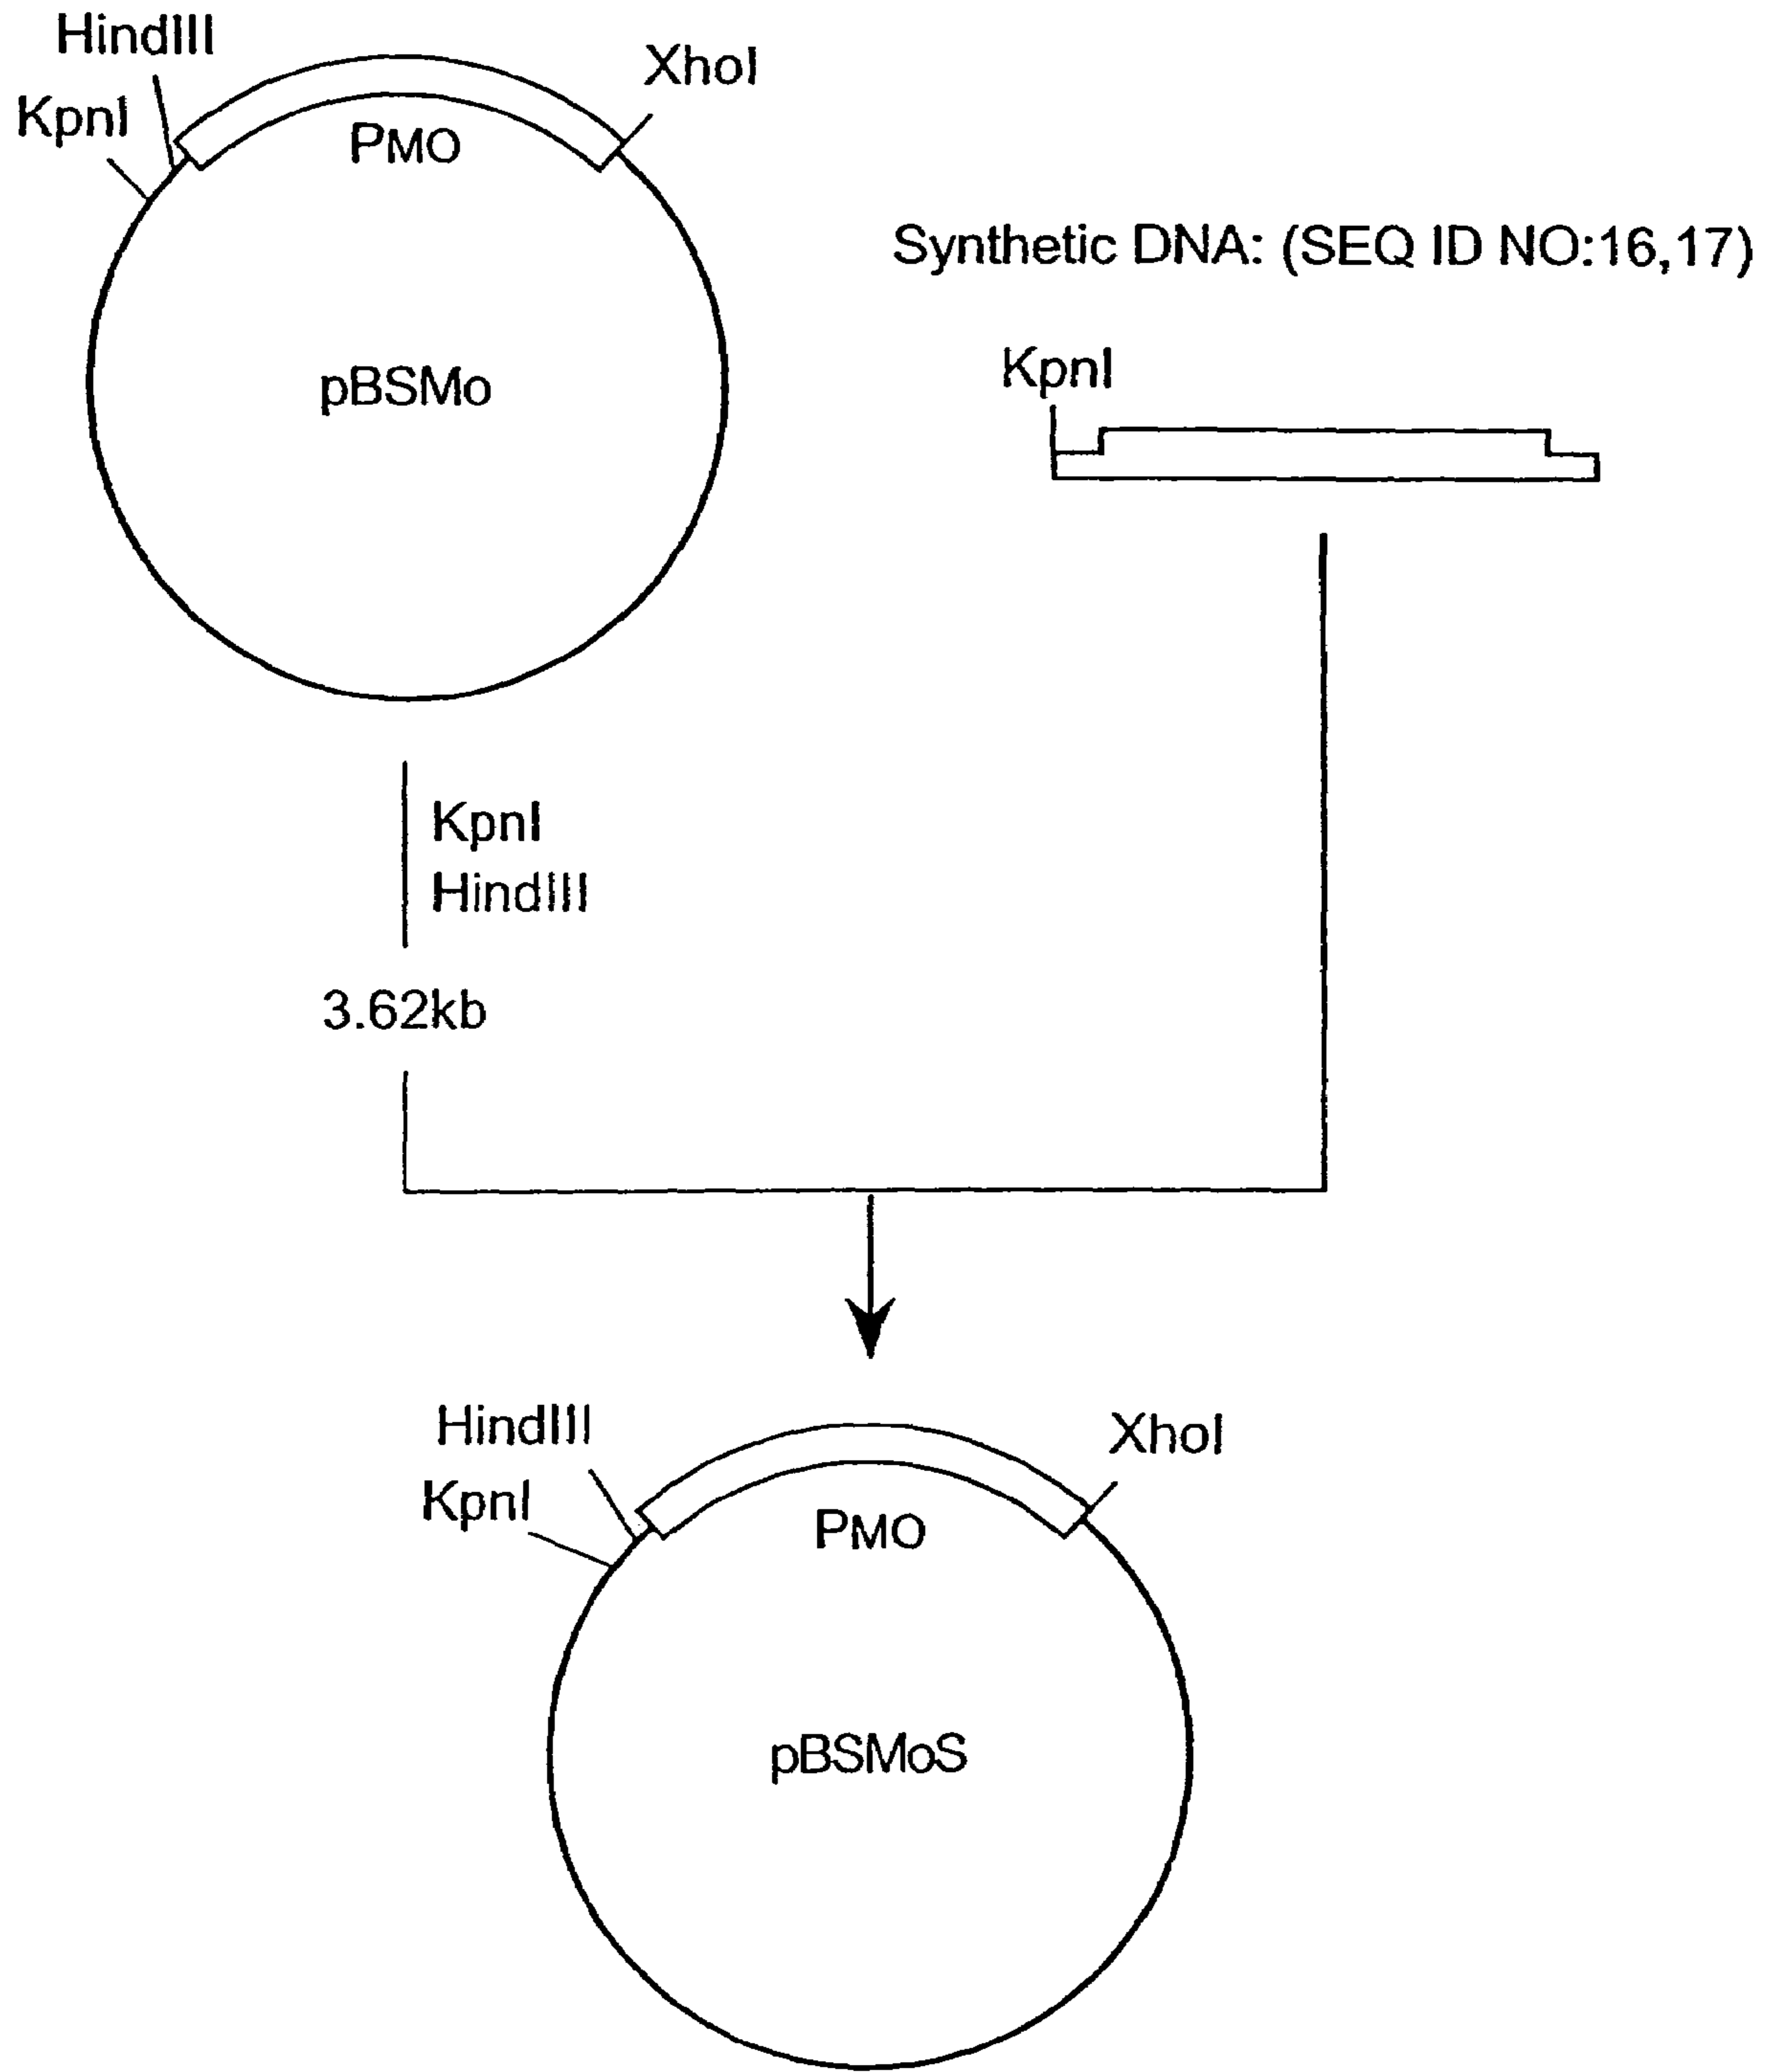 HindIII
KpnI
XhoI
PMO
pBSMo
Synthetic DNA: (SEQ ID NO:16,17)
KpnI
KpnI
HindIII
3.62kb
HindIII
KpnI
XhoI
PMO
pBSMoS